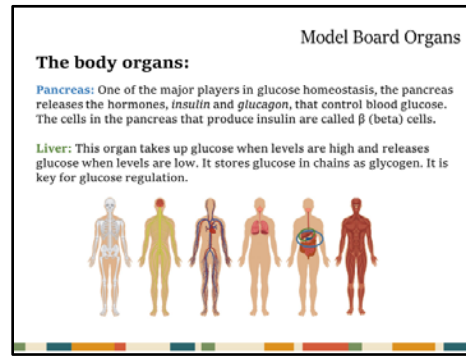 Model Board Organs
The body organs:
Pancreas: One of the major players in glucose homeostasis, the pancreas
releases the hormones, insulin and glucagon, that control blood glucose.
The cells in the pancreas that produce insulin are called β (beta) cells.
Liver: This organ takes up glucose when levels are high and releases
glucose when levels are low. It stores glucose in chains as glycogen. It is
key for glucose regulation.